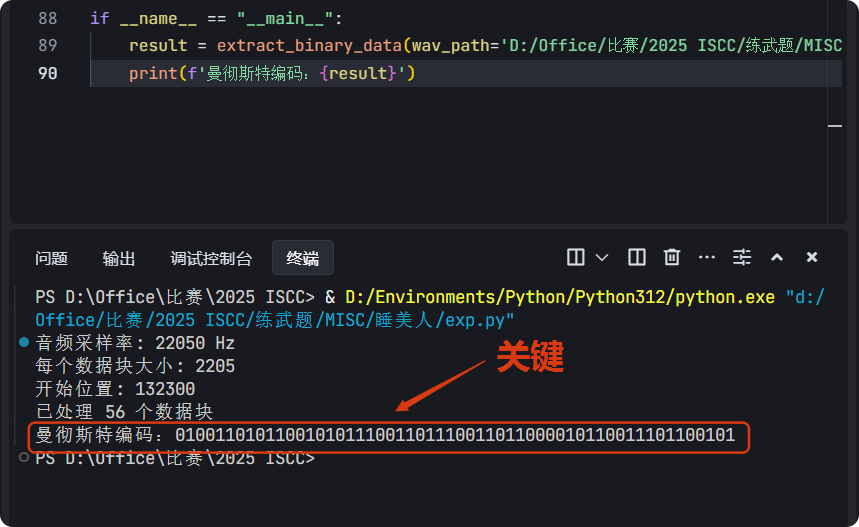 88 if __name__ == "__main__":
89 result = extract_binary_data(wav_path='D:/Office/比赛/2025 ISCC/练武题/MISC
90 print(f'曼彻斯特编码：{result}')
问题 输出 调试控制台 终端
PS D:\Office\比赛\2025 ISCC> & D:/Environments/Python/Python312/python.exe "d:/
Office/比赛/2025 ISCC/练武题/MISC/睡美人/exp.py"
音频采样率: 22050 Hz
每个数据块大小: 2205
开始位置: 132300
已处理 56 个数据块
曼彻斯特编码：01001101011001010111001101110011011000010110011101100101
PS D:\Office\比赛\2025 ISCC>
关键